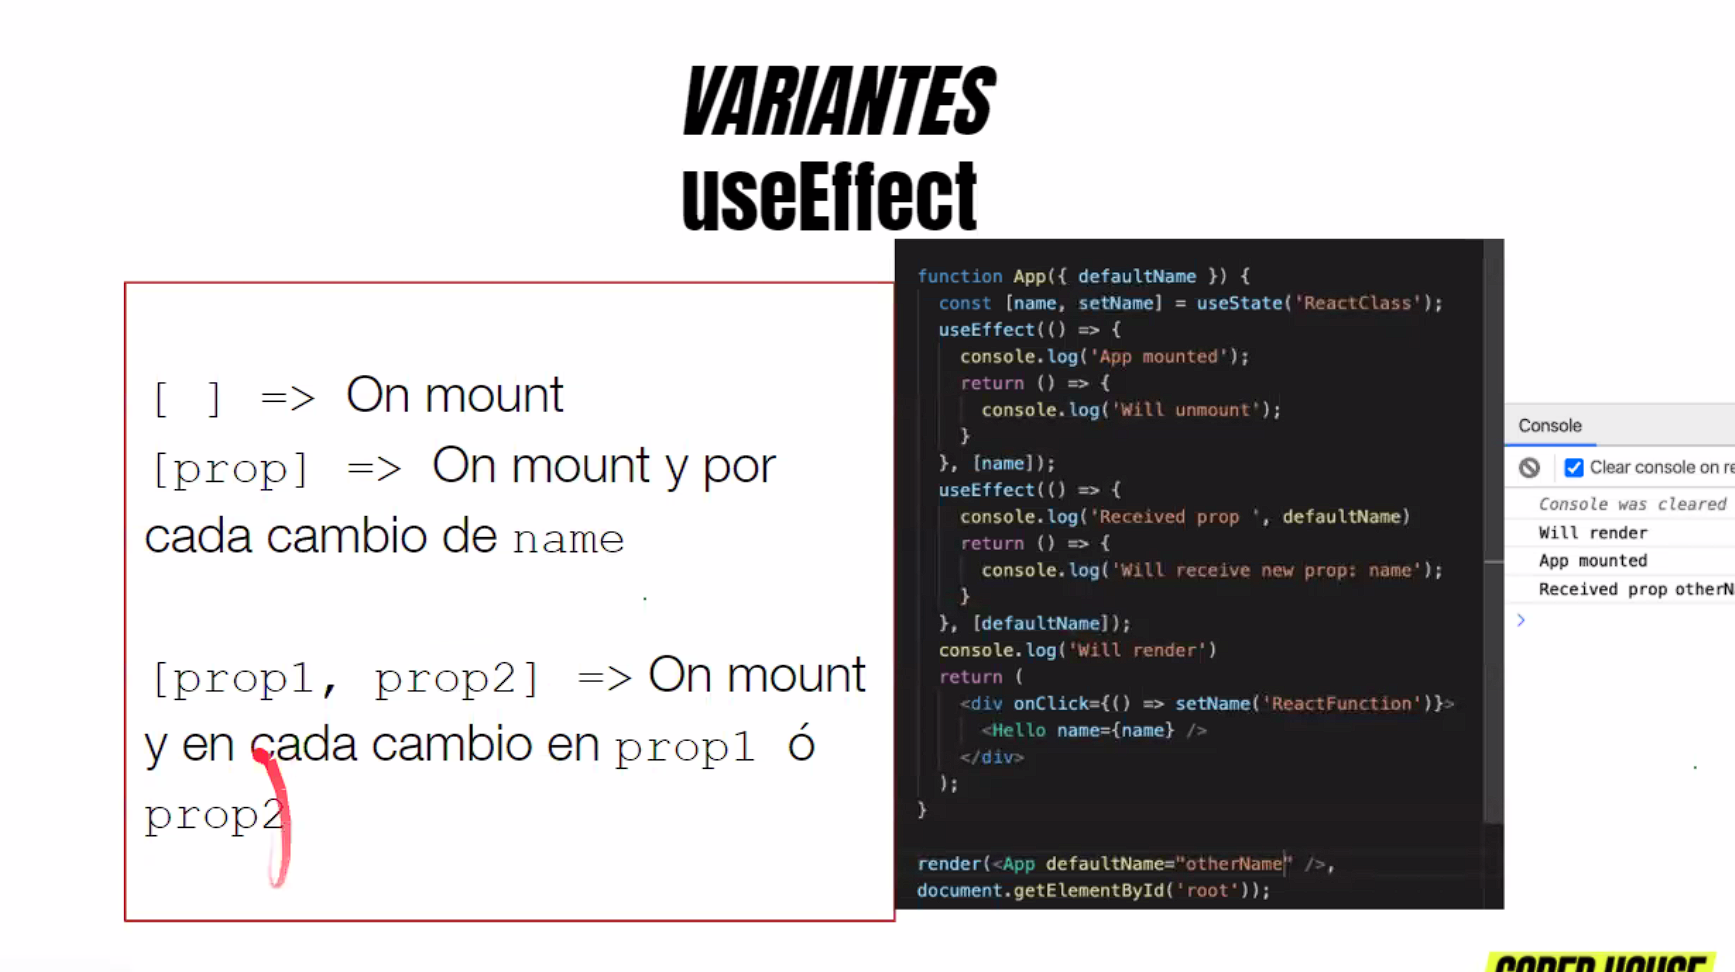 VARIANTES
useEffect
[ ] => On mount
[prop] => On mount y por
cada cambio de name
[prop1, prop2] => On mount
y en cada cambio en prop1 ó
prop2
function App({ defaultName }) {
const [name, setName] = useState('ReactClass');
useEffect(() => {
console.log('App mounted');
return () => {
console.log('Will unmount');
}
}, [name]);
useEffect(() => {
console.log('Received prop ', defaultName)
return () => {
console.log('Will receive new prop: name');
}
}, [defaultName]);
console.log('Will render')
return (
<div onClick={() => setName('ReactFunction')}>
<Hello name={name} />
</div>
);
}
render(<App defaultName="otherName" />,
document.getElementById('root'));
Console
Clear console on re
Console was cleared
Will render
App mounted
Received prop otherN
>
CODER HOUSE